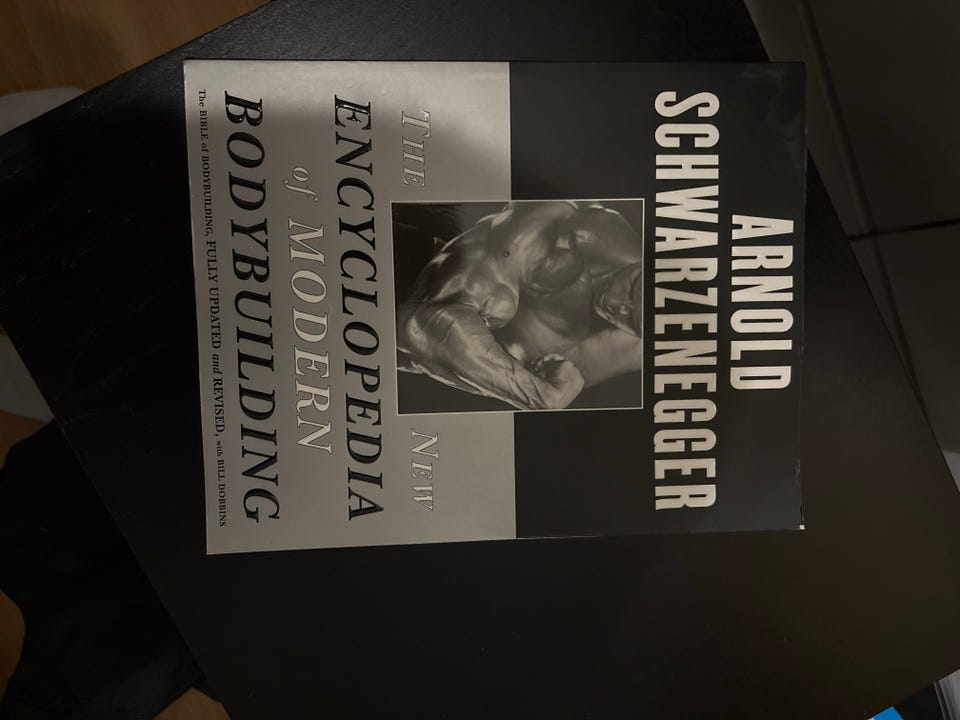 ARNOLD
SCHWARZENEGGER
THE NEW
ENCYCLOPEDIA
of MODERN
BODYBUILDING
The BIBLE of BODYBUILDING, FULLY UPDATED and REVISED, with BILL DOBBINS